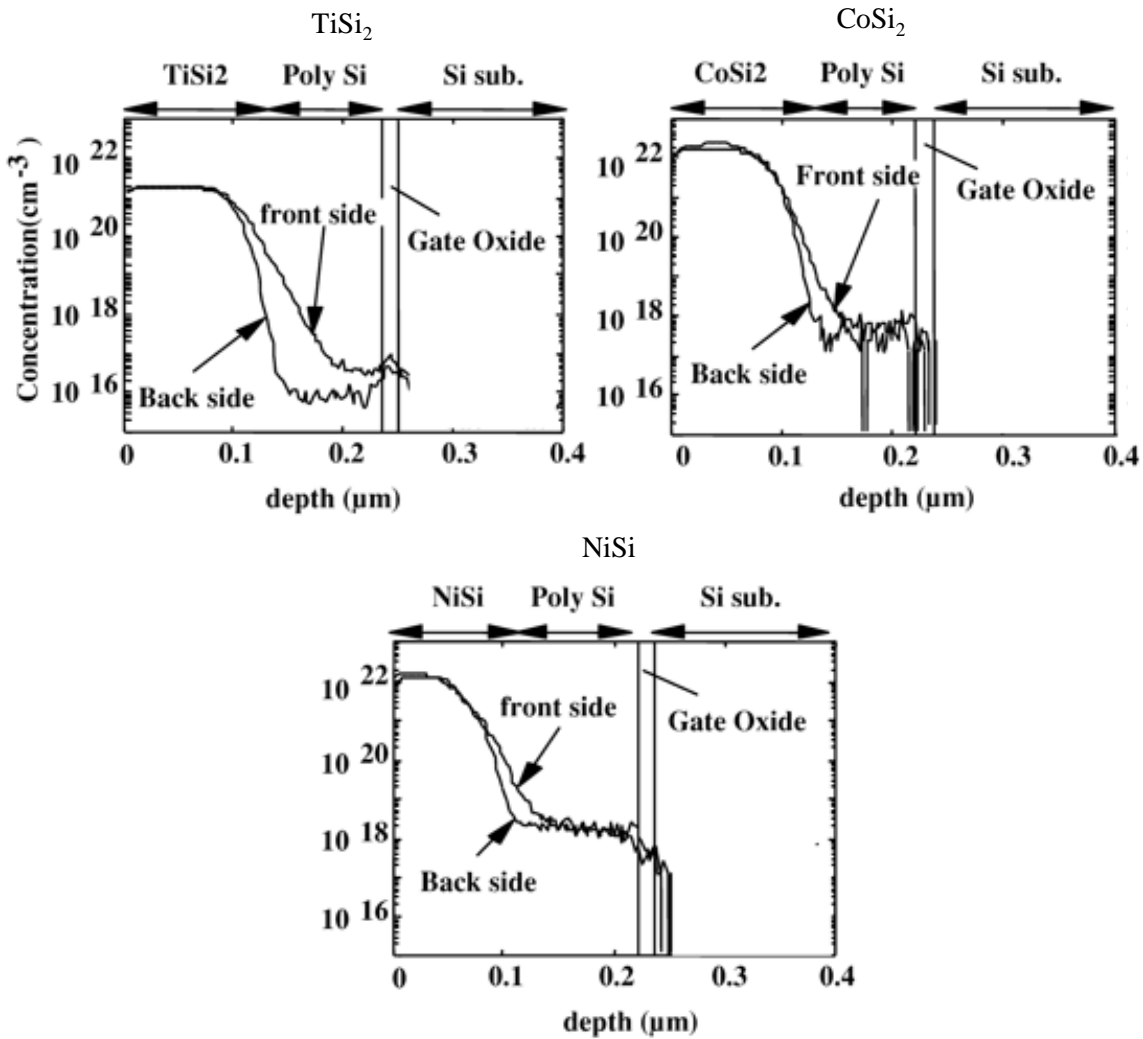 TiSi2
TiSi2 Poly Si Si sub.
Concentration(cm-3)
10 22
10 20
10 18
10 16
front side
Gate Oxide
Back side
0 0.1 0.2 0.3 0.4
depth (µm)
CoSi2
CoSi2 Poly Si Si sub.
10 22
10 20
10 18
10 16
Front side
Gate Oxide
Back side
0 0.1 0.2 0.3 0.4
depth (µm)
NiSi
NiSi Poly Si Si sub.
10 22
10 20
10 18
10 16
front side
Gate Oxide
Back side
0 0.1 0.2 0.3 0.4
depth (µm)